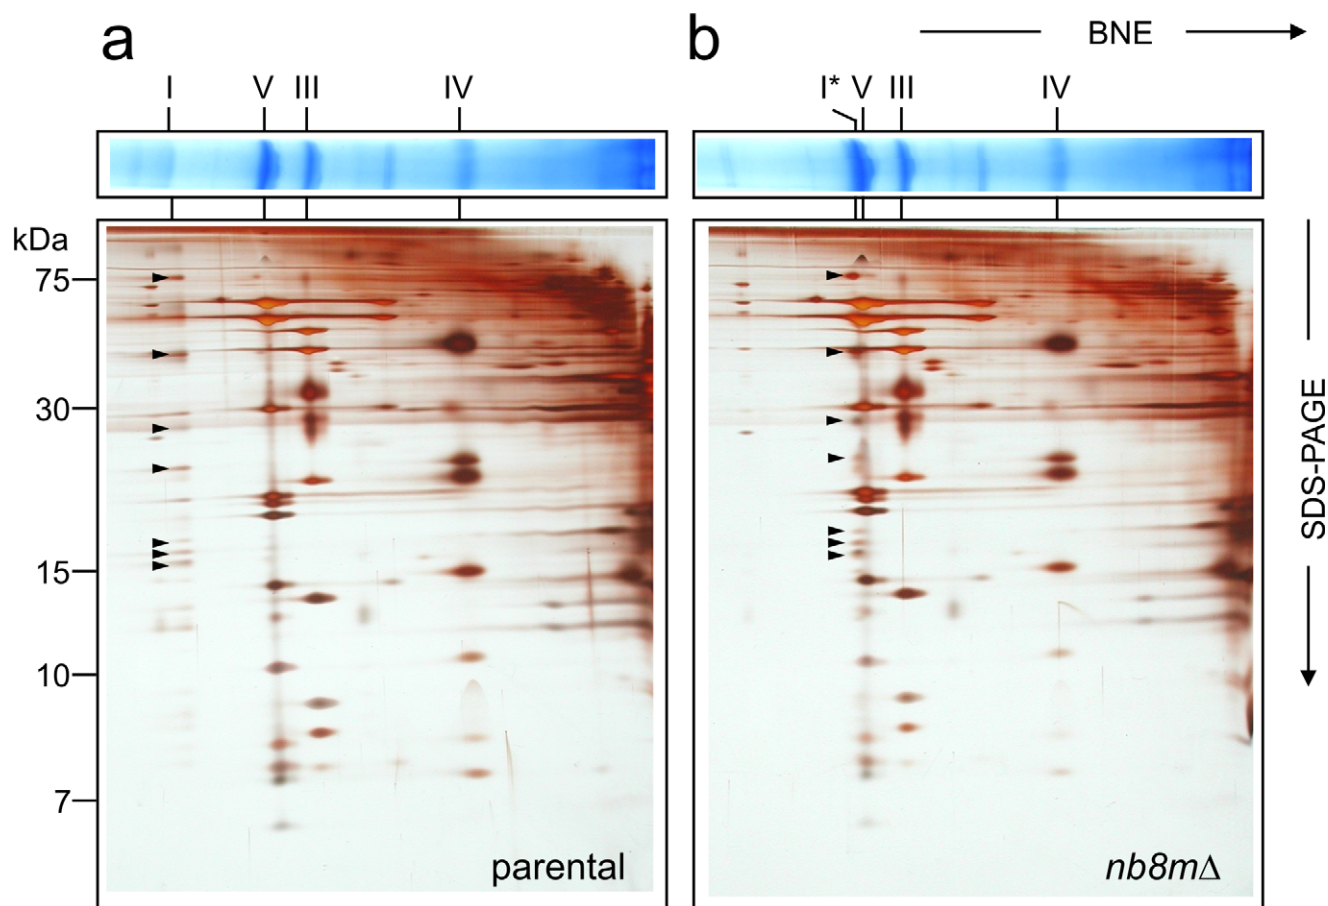 a
b
BNE
I V III IV
I* V III IV
kDa
75
30
15
10
7
SDS-PAGE
parental
nb8mΔ